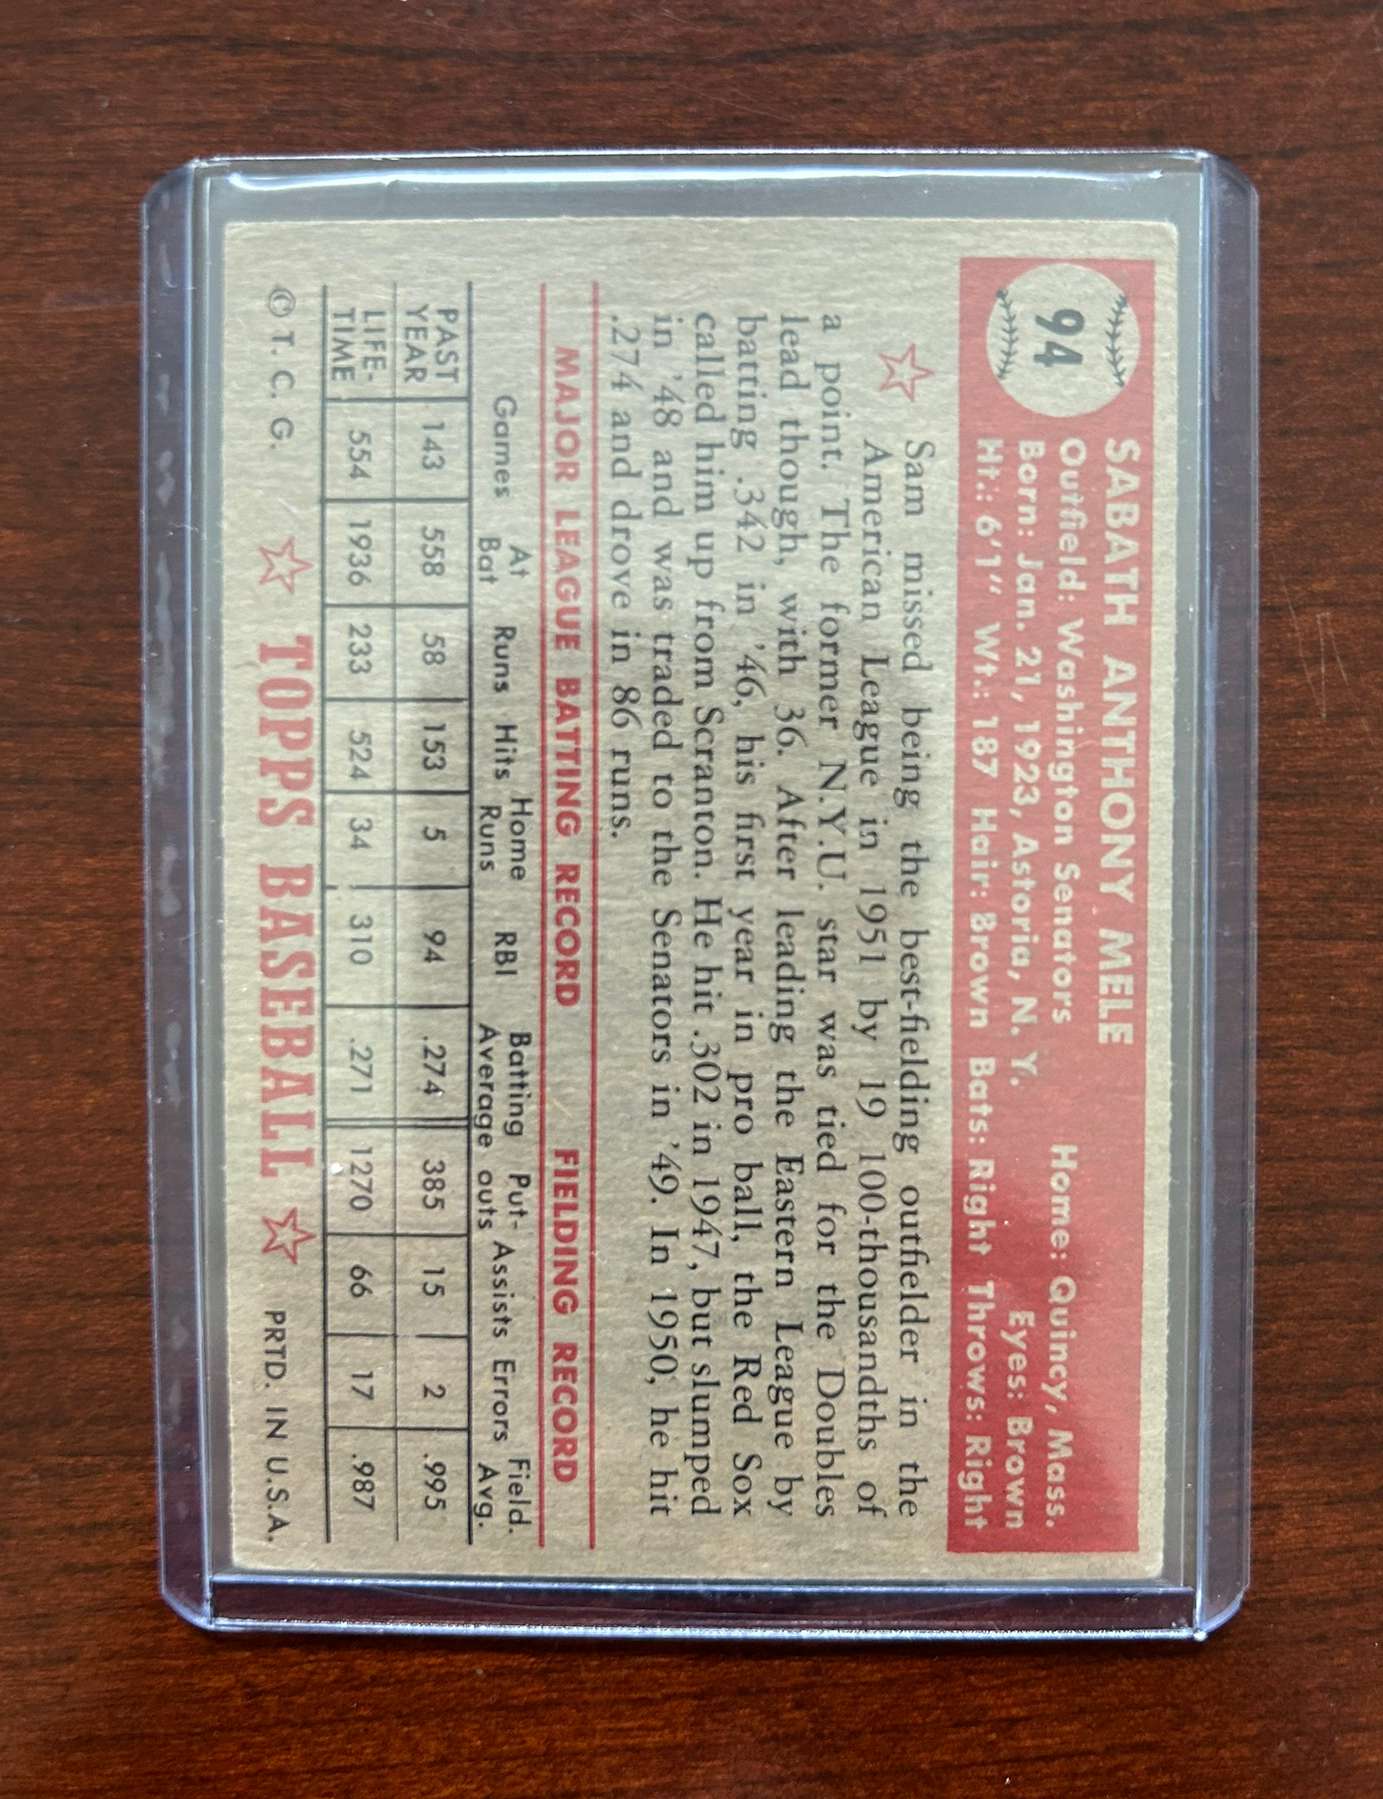 94
SABATH ANTHONY MELE
Outfield: Washington Senators Home: Quincy, Mass.
Born: Jan. 21, 1923, Astoria, N. Y. Eyes: Brown
Ht.: 6'1" Wt.: 187 Hair: Brown Bats: Right Throws: Right
Sam missed being the best-fielding outfielder in the
American League in 1951 by 19 100-thousandths of
a point. The former N.Y.U. star was tied for the Doubles
lead though, with 36. After leading the Eastern League by
batting .342 in '46, his first year in pro ball, the Red Sox
called him up from Scranton. He hit .302 in 1947, but slumped
in '48 and was traded to the Senators in '49. In 1950, he hit
.274 and drove in 86 runs.
MAJOR LEAGUE BATTING RECORD FIELDING RECORD
Games At Bat Runs Hits Home Runs RBI Batting Average Put-outs Assists Errors Field. Avg.
PAST YEAR 143 558 58 153 5 94 .274 385 15 2 .995
LIFE-TIME 554 1936 233 524 34 310 .271 1270 66 17 .987
© T. C. G. TOPPS BASEBALL PRTD. IN U.S.A.